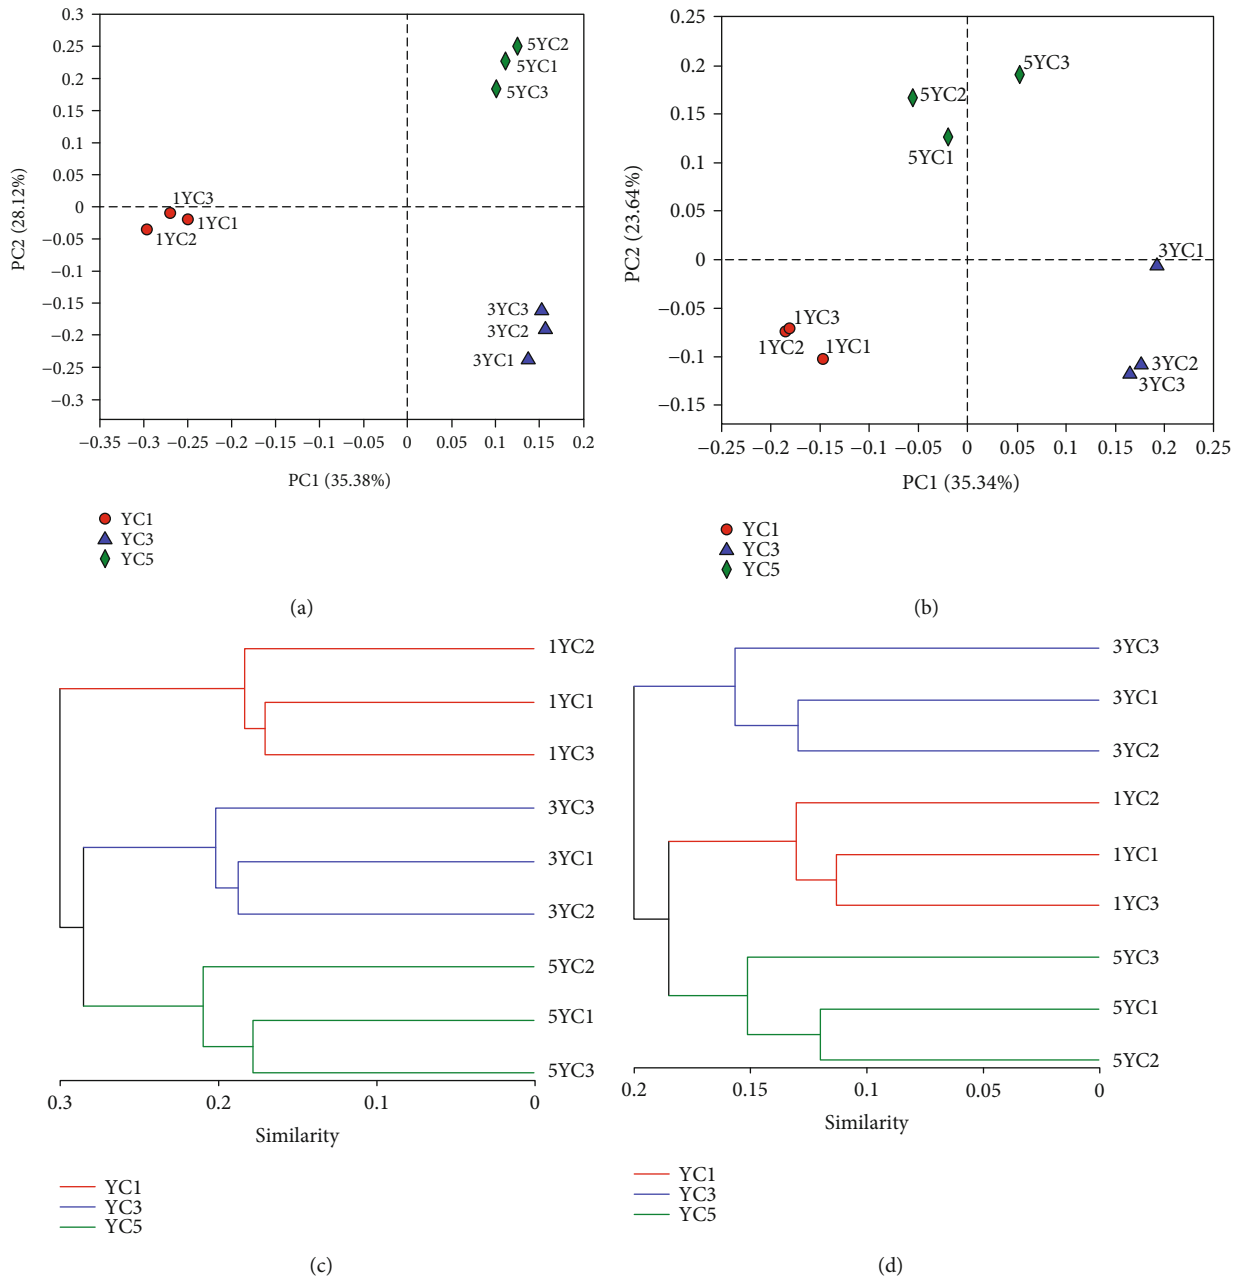 0.3
0.25
0.2
0.15
0.1
0.05
0
−0.05
−0.1
−0.15
−0.2
−0.25
−0.3
PC2 (28.12%)
5YC2
5YC1
5YC3
1YC3
1YC1
1YC2
3YC3
3YC2
3YC1
−0.35 −0.3 −0.25 −0.2 −0.15 −0.1 −0.05 0 0.05 0.1 0.15 0.2
PC1 (35.38%)
YC1
YC3
YC5
(a)
0.25
0.2
0.15
0.1
0.05
0
−0.05
−0.1
−0.15
PC2 (23.64%)
5YC3
5YC2
5YC1
3YC1
1YC3
1YC2
1YC1
3YC2
3YC3
−0.25 −0.2 −0.15 −0.1 −0.05 0 0.05 0.1 0.15 0.2 0.25
PC1 (35.34%)
YC1
YC3
YC5
(b)
1YC2
1YC1
1YC3
3YC3
3YC1
3YC2
5YC2
5YC1
5YC3
0.3 0.2 0.1 0
Similarity
YC1
YC3
YC5
(c)
3YC3
3YC1
3YC2
1YC2
1YC1
1YC3
5YC3
5YC1
5YC2
0.2 0.15 0.1 0.05 0
Similarity
YC1
YC3
YC5
(d)